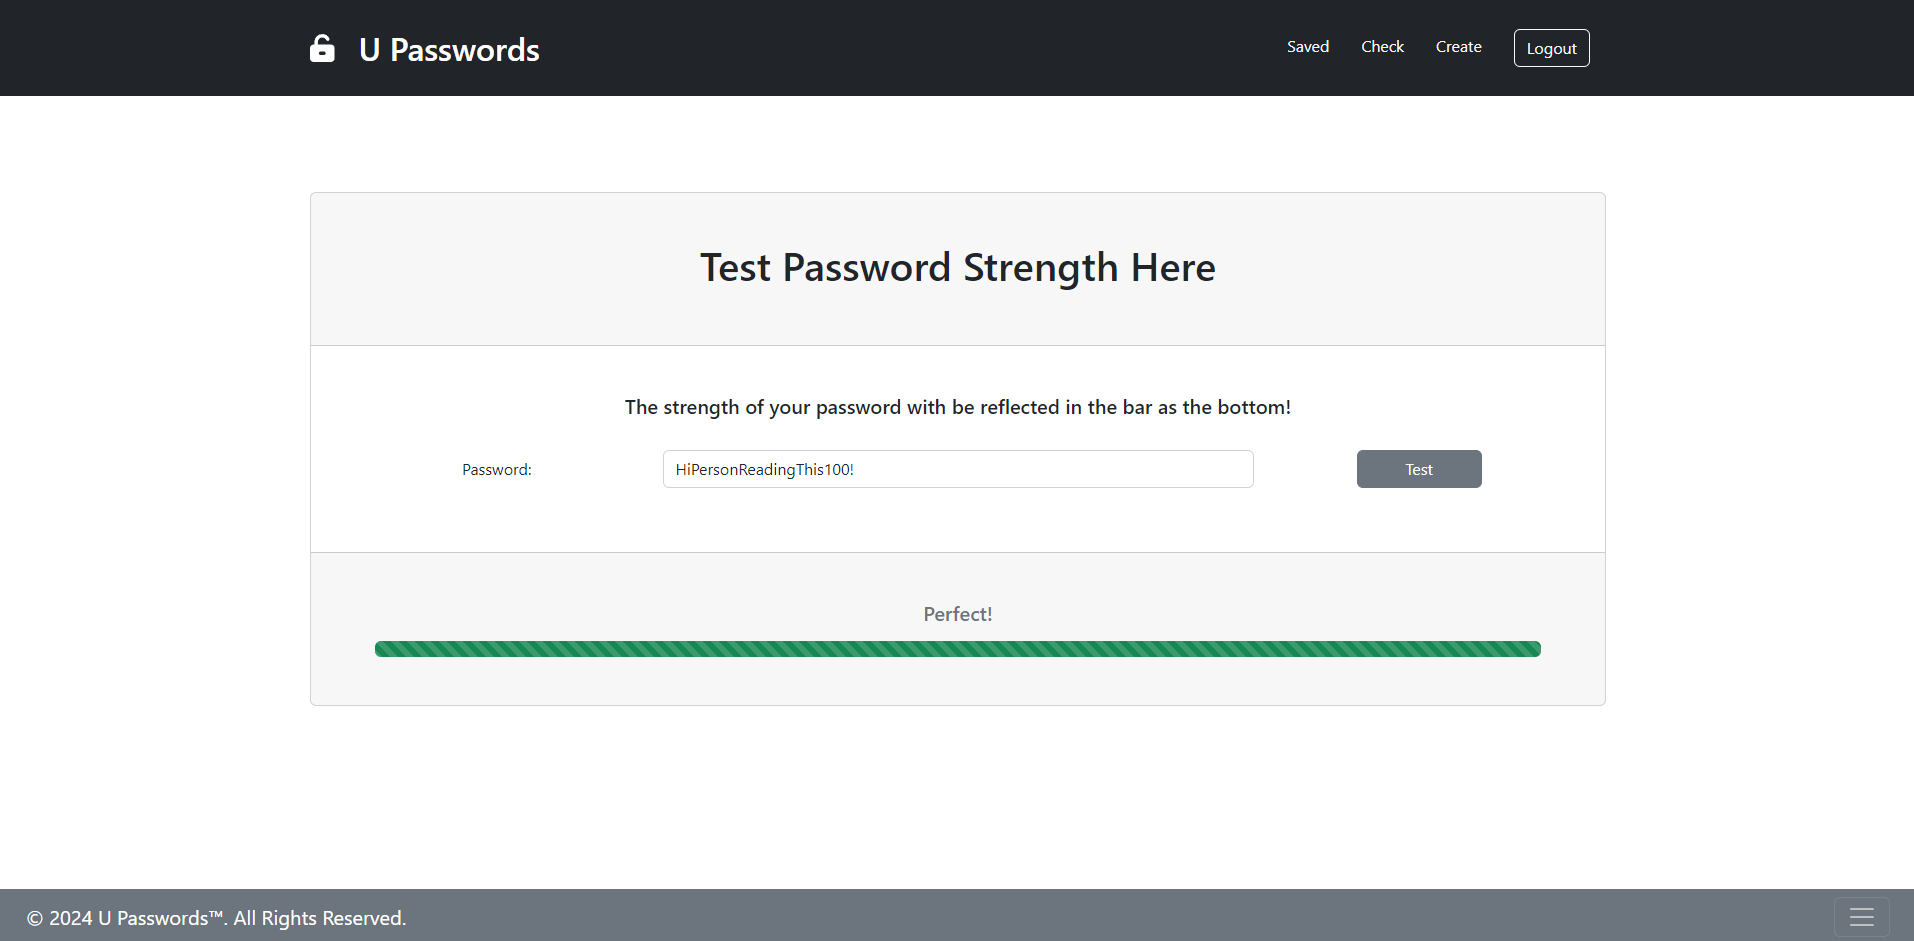 U Passwords
Saved Check Create Logout
Test Password Strength Here
The strength of your password with be reflected in the bar as the bottom!
Password: HiPersonReadingThis100! Test
Perfect!
© 2024 U Passwords™. All Rights Reserved.